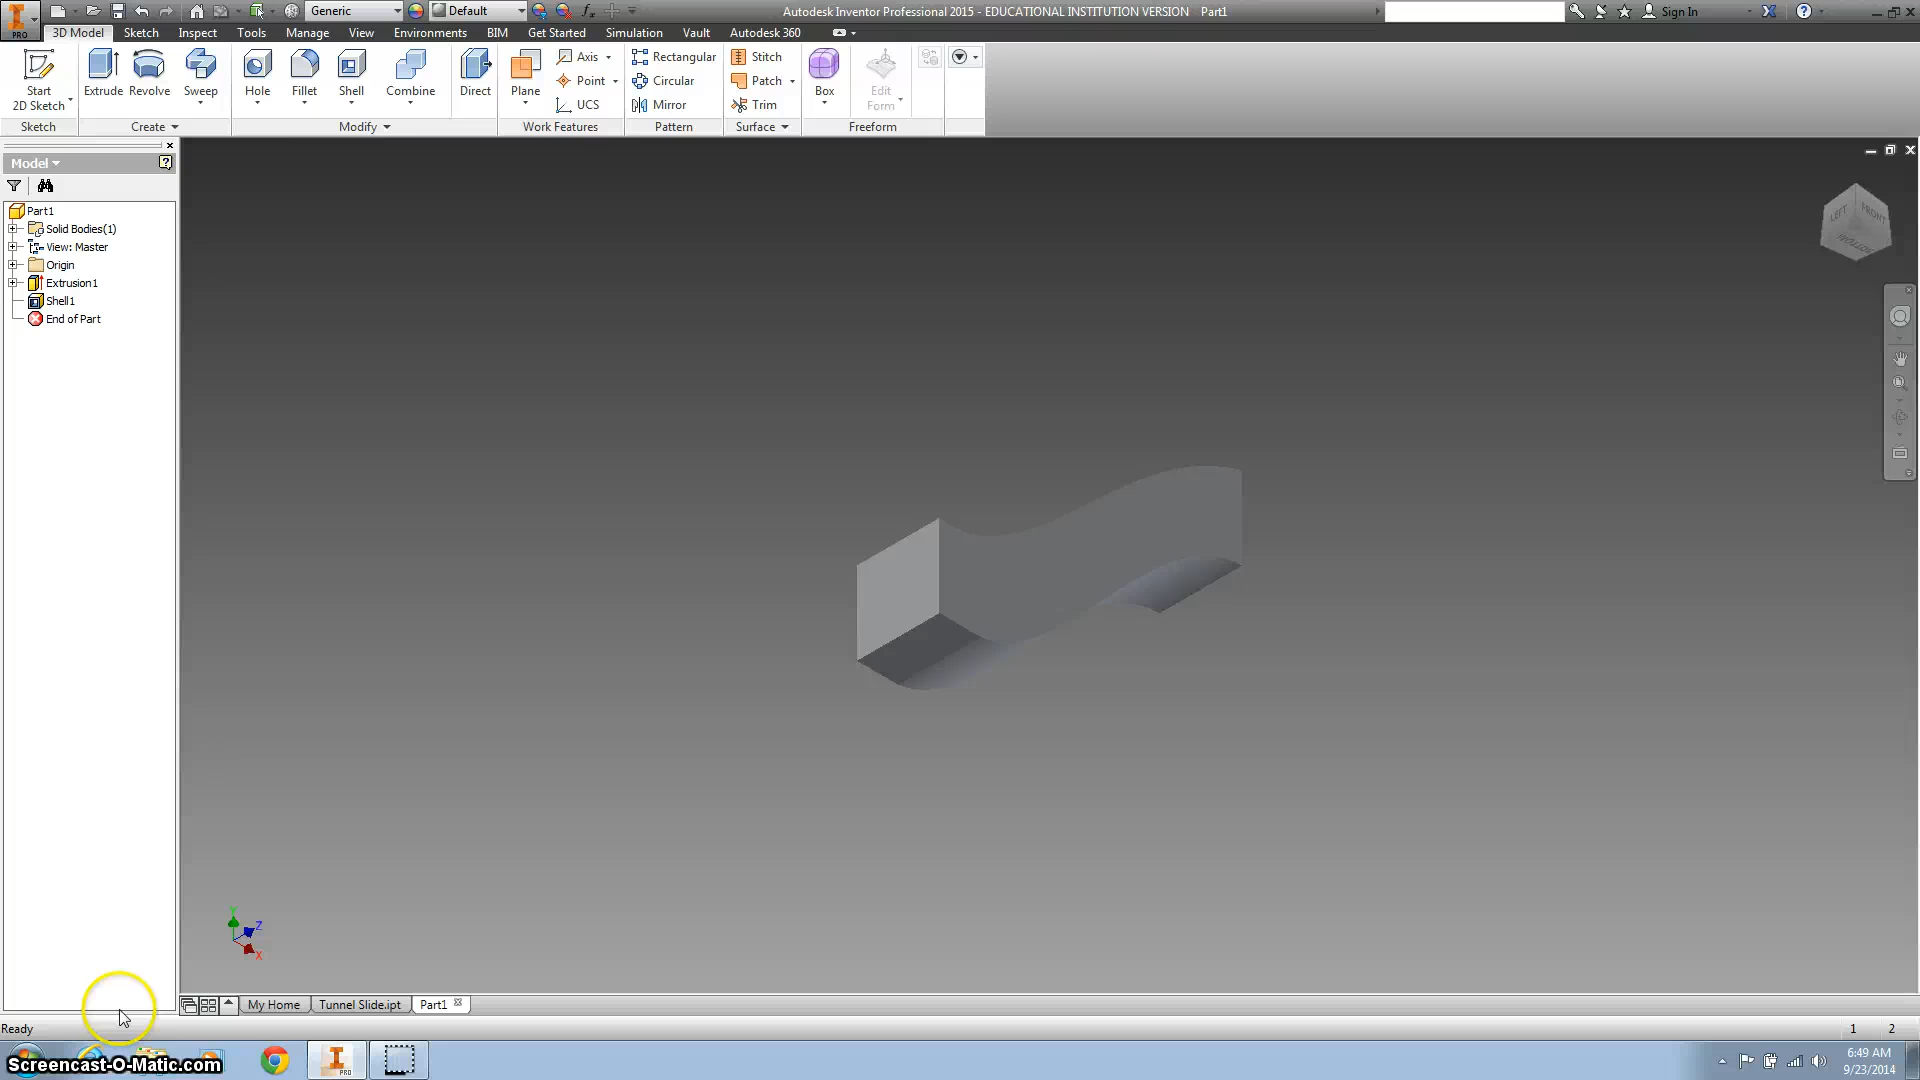 Generic
Default
Autodesk Inventor Professional 2015 - EDUCATIONAL INSTITUTION VERSION Part1
Sign In
PRO
3D Model Sketch Inspect Tools Manage View Environments BIM Get Started Simulation Vault Autodesk 360
Start
2D Sketch
Extrude Revolve Sweep
Hole Fillet Shell Combine
Direct
Plane
Axis
Point
UCS
Rectangular
Circular
Mirror
Stitch
Patch
Trim
Box
Edit
Form
Sketch Create Modify Work Features Pattern Surface Freeform
Model
Part1
Solid Bodies(1)
View: Master
Origin
Extrusion1
Shell1
End of Part
LEFT FRONT
BOTTOM
Y
Z
X
My Home Tunnel Slide.ipt Part1
Ready
1 2
Screencast-O-Matic.com
PRO
6:49 AM
9/23/2014